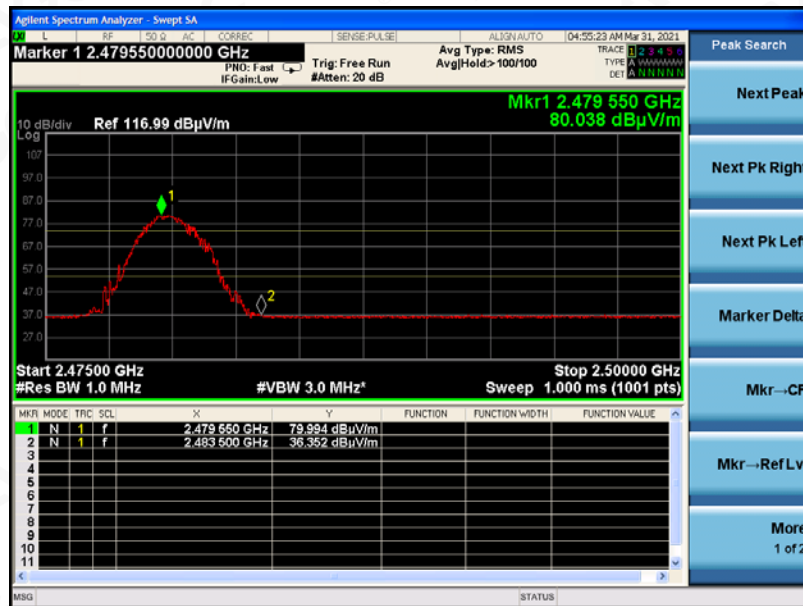 Agilent Spectrum Analyzer - Swept SA
L RF 50 Ω AC CORREC SENSE:PULSE ALIGN AUTO 04:55:23 AM Mar 31, 2021
Marker 1 2.479550000000 GHz
PNO: Fast
IFGain:Low
Trig: Free Run
#Atten: 20 dB
Avg Type: RMS
Avg|Hold:>100/100
TRACE 1 2 3 4 5 6
TYPE A WWWWW
DET A N N N N N
Peak Search
Mkr1 2.479 550 GHz
80.038 dBµV/m
10 dB/div
Log
Ref 116.99 dBµV/m
107
97.0
87.0
77.0
67.0
57.0
47.0
37.0
27.0
1
2
Start 2.47500 GHz
Stop 2.50000 GHz
#Res BW 1.0 MHz
#VBW 3.0 MHz*
Sweep 1.000 ms (1001 pts)
MKR MODE TRC SCL X Y FUNCTION FUNCTION WIDTH FUNCTION VALUE
1 N 1 f 2.479 550 GHz 79.994 dBµV/m
2 N 1 f 2.483 500 GHz 36.352 dBµV/m
3
4
5
6
7
8
9
10
11
MSG
STATUS
Next Peak
Next Pk Right
Next Pk Left
Marker Delta
Mkr→CF
Mkr→Ref Lv
More
1 of 2